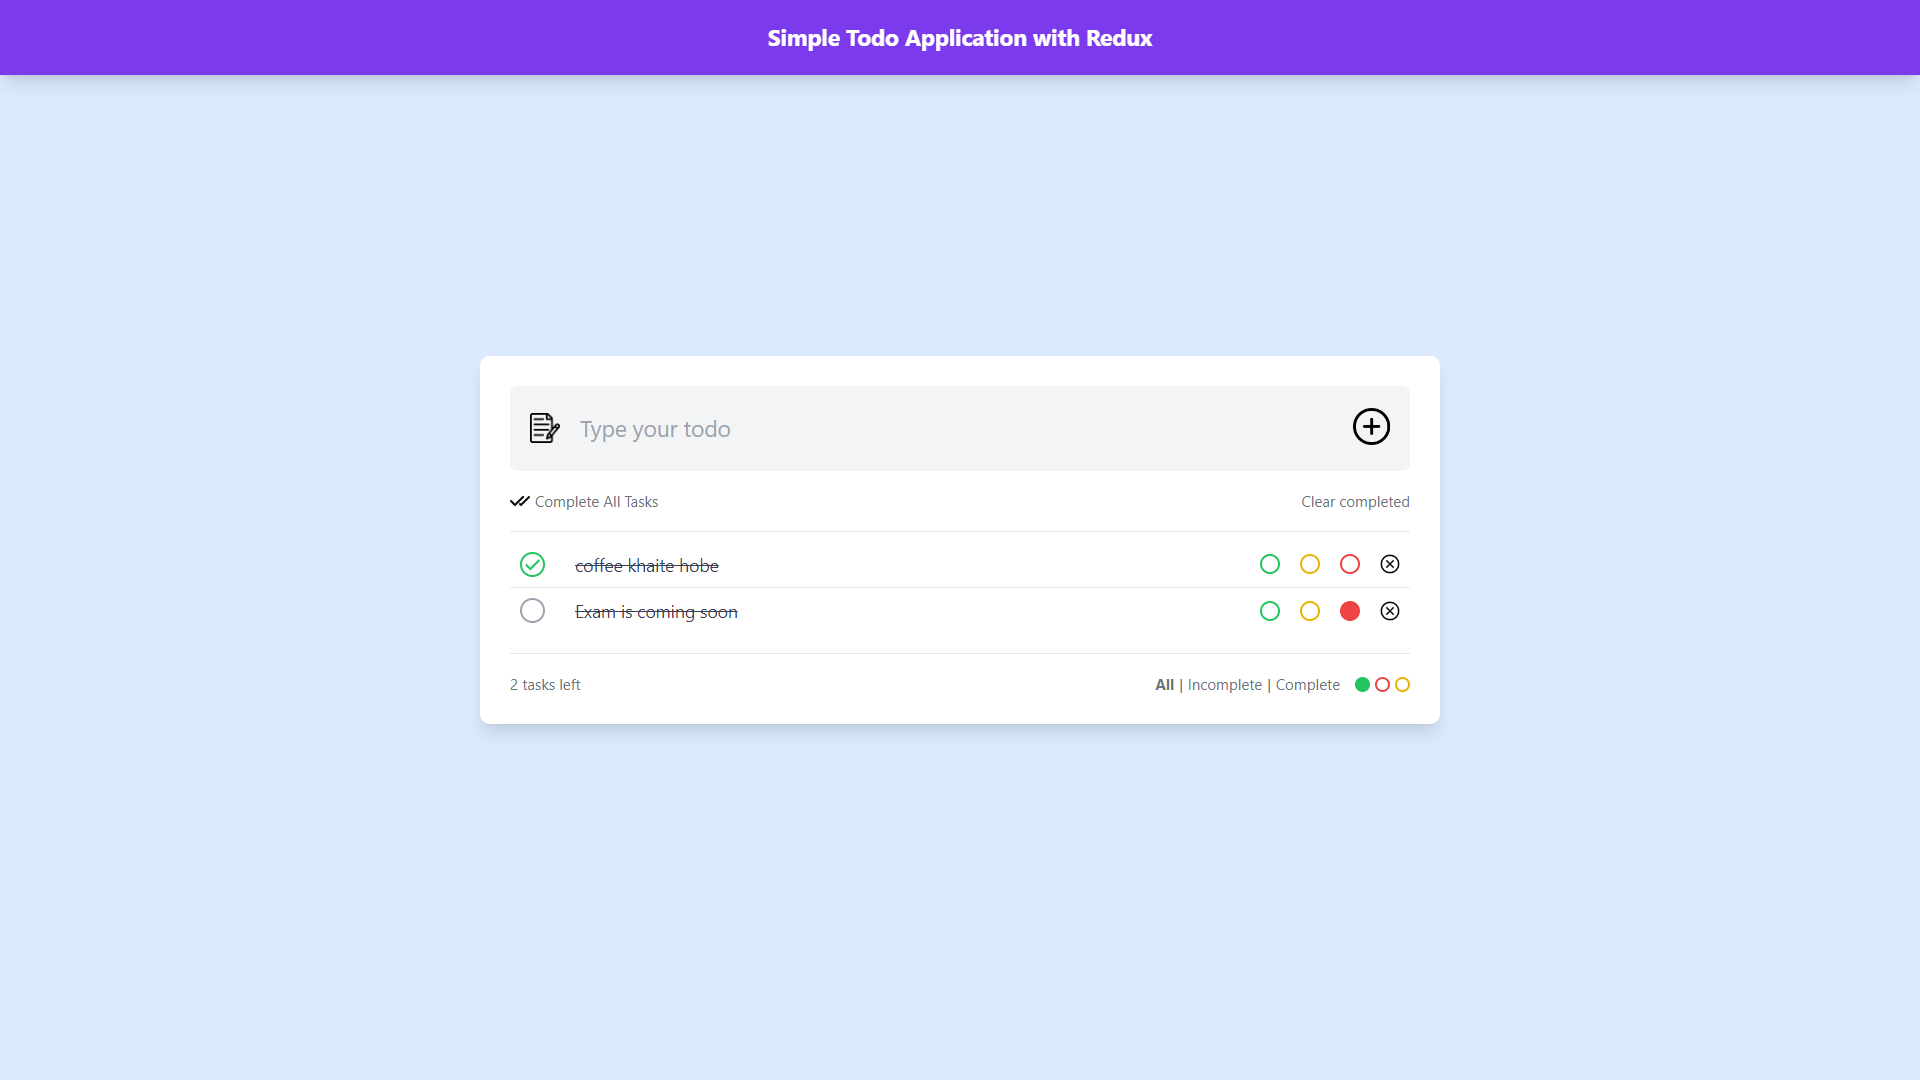 Simple Todo Application with Redux
Type your todo
Complete All Tasks
Clear completed
coffee khaite hobe
Exam is coming soon
2 tasks left
All | Incomplete | Complete